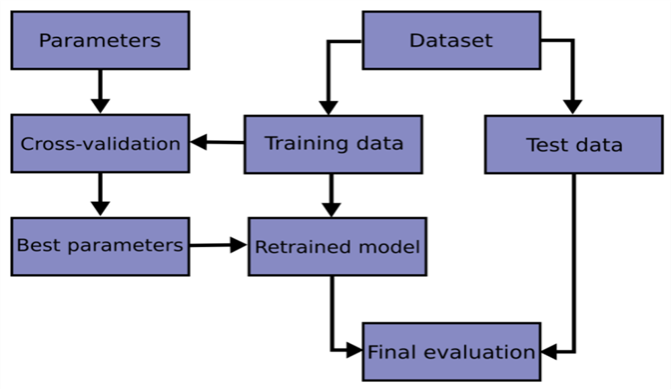 Parameters
Dataset
Cross-validation
Training data
Test data
Best parameters
Retrained model
Final evaluation